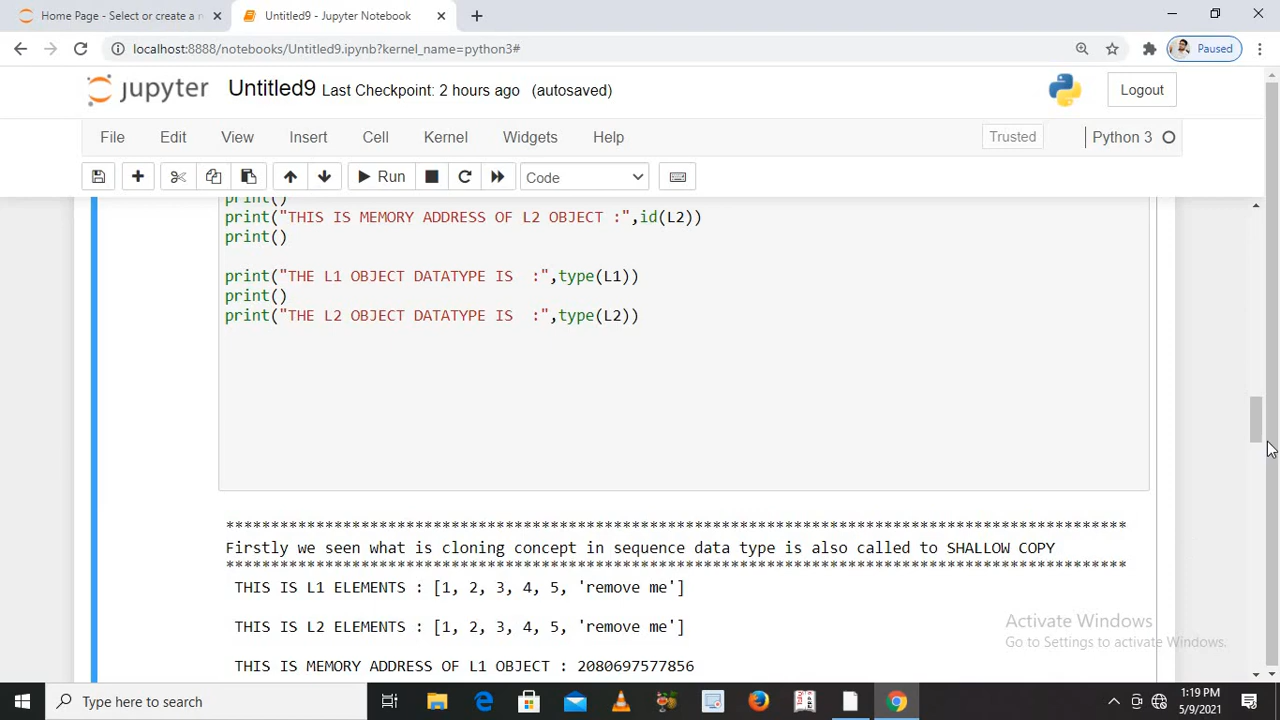 Home Page - Select or create a n
Untitled9 - Jupyter Notebook
localhost:8888/notebooks/Untitled9.ipynb?kernel_name=python3#
Paused
jupyter Untitled9 Last Checkpoint: 2 hours ago (autosaved)
Logout
File Edit View Insert Cell Kernel Widgets Help
Trusted
Python 3
Run
Code
print()
print("THIS IS MEMORY ADDRESS OF L2 OBJECT :",id(L2))
print()
print("THE L1 OBJECT DATATYPE IS  :",type(L1))
print()
print("THE L2 OBJECT DATATYPE IS  :",type(L2))
****************************************************************************************************
Firstly we seen what is cloning concept in sequence data type is also called to SHALLOW COPY
****************************************************************************************************
THIS IS L1 ELEMENTS : [1, 2, 3, 4, 5, 'remove me']
THIS IS L2 ELEMENTS : [1, 2, 3, 4, 5, 'remove me']
THIS IS MEMORY ADDRESS OF L1 OBJECT : 2080697577856
Activate Windows
Go to Settings to activate Windows.
Type here to search
1:19 PM
5/9/2021